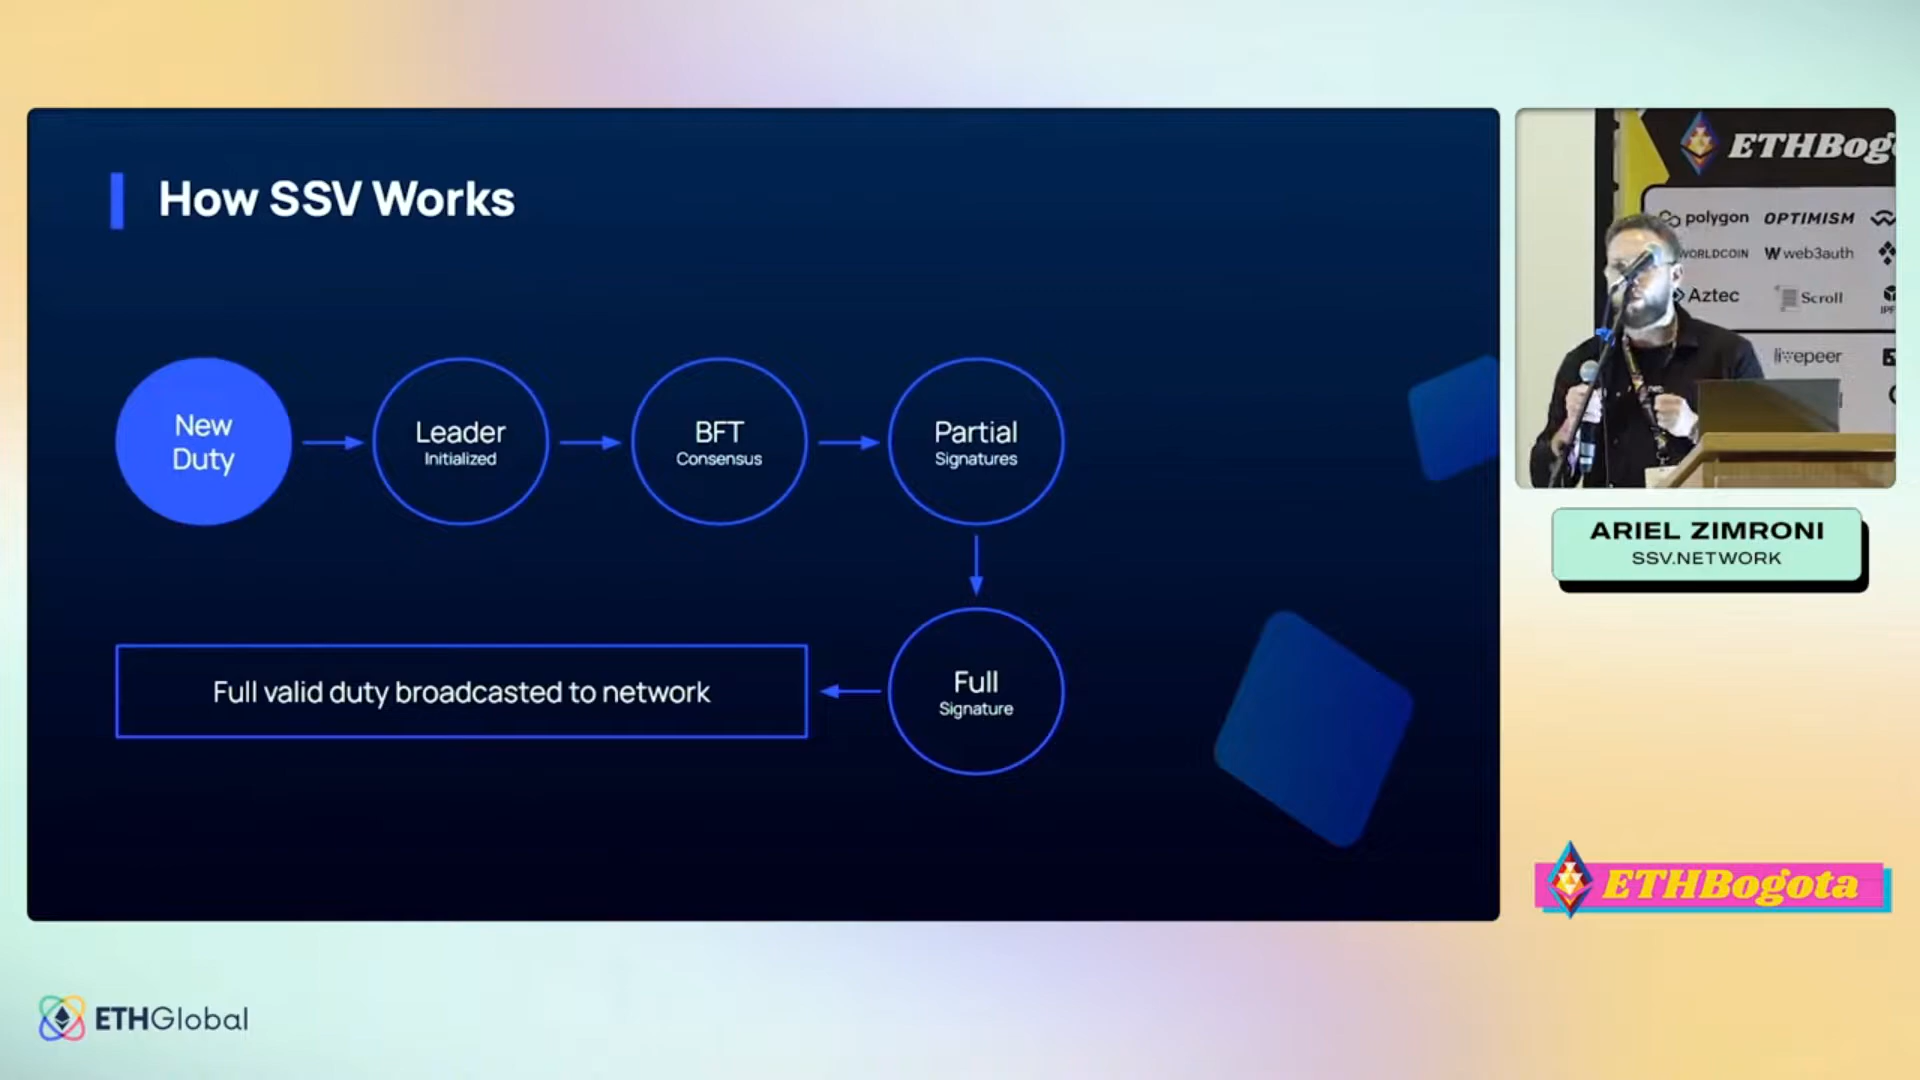 How SSV Works
New
Duty
Leader
Initialized
BFT
Consensus
Partial
Signatures
Full
Signature
Full valid duty broadcasted to network
ETHBog
polygon OPTIMISM
WORLDCOIN web3auth
Aztec Scroll
livepeer
ARIEL ZIMRONI
SSV.NETWORK
ETHBogota
ETHGlobal